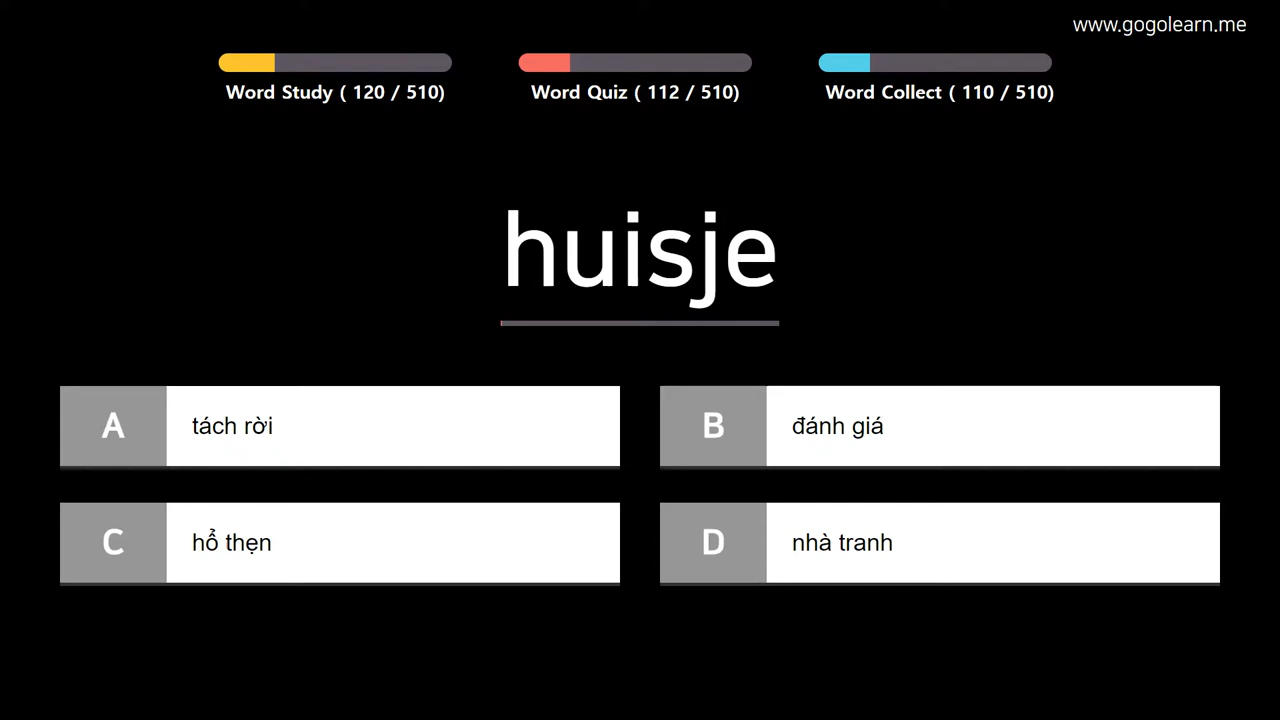 www.gogolearn.me
Word Study ( 120 / 510)
Word Quiz ( 112 / 510)
Word Collect ( 110 / 510)
huisje
A tách rời
B đánh giá
C hổ thẹn
D nhà tranh